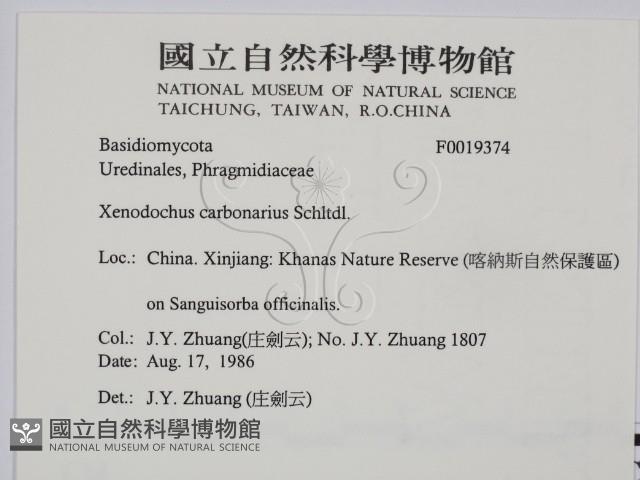 國立自然科學博物館
NATIONAL MUSEUM OF NATURAL SCIENCE
TAICHUNG, TAIWAN, R.O.CHINA
Basidiomycota F0019374
Uredinales, Phragmidiaceae
Xenodochus carbonarius Schltdl.
Loc.: China. Xinjiang: Khanas Nature Reserve (喀納斯自然保護區)
on Sanguisorba officinalis.
Col.: J.Y. Zhuang(庄劍云); No. J.Y. Zhuang 1807
Date: Aug. 17, 1986
Det.: J.Y. Zhuang (庄劍云)
國立自然科學博物館
NATIONAL MUSEUM OF NATURAL SCIENCE